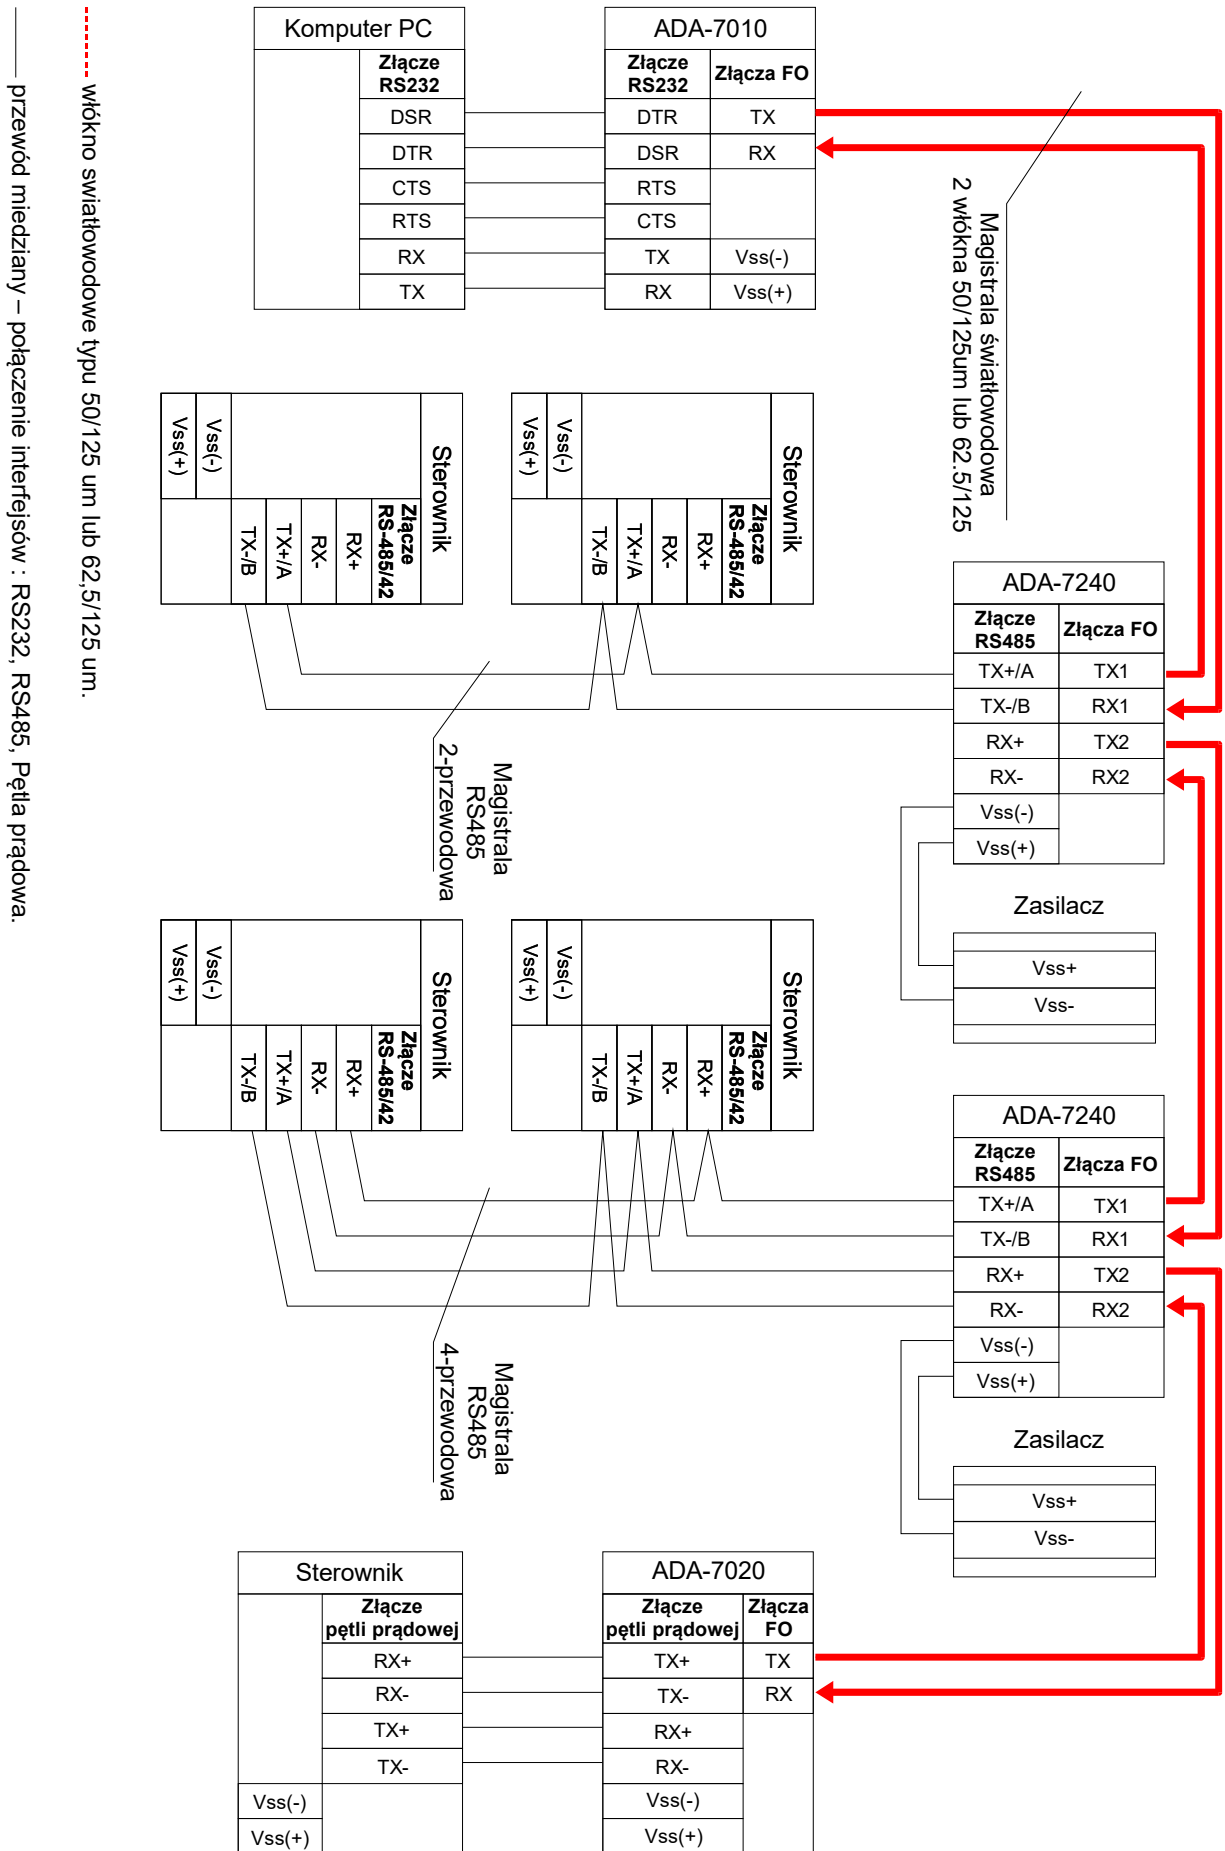 Komputer PC
Złącze
RS232
DSR
DTR
CTS
RTS
RX
TX
ADA-7010
Złącze
RS232
Złącza FO
DTR
TX
DSR
RX
RTS
CTS
TX
Vss(-)
RX
Vss(+)
Magistrala światłowodowa
2 włókna 50/125um lub 62.5/125
Sterownik
Złącze
RS-485/42
RX+
RX-
TX+/A
TX-/B
Vss(-)
Vss(+)
Sterownik
Złącze
RS-485/42
RX+
RX-
TX+/A
TX-/B
Vss(-)
Vss(+)
Magistrala
RS485
2-przewodowa
ADA-7240
Złącze
RS485
Złącza FO
TX+/A
TX1
TX-/B
RX1
RX+
TX2
RX-
RX2
Vss(-)
Vss(+)
Zasilacz
Vss+
Vss-
Sterownik
Złącze
RS-485/42
RX+
RX-
TX+/A
TX-/B
Vss(-)
Vss(+)
Sterownik
Złącze
RS-485/42
RX+
RX-
TX+/A
TX-/B
Vss(-)
Vss(+)
Magistrala
RS485
4-przewodowa
ADA-7240
Złącze
RS485
Złącza FO
TX+/A
TX1
TX-/B
RX1
RX+
TX2
RX-
RX2
Vss(-)
Vss(+)
Zasilacz
Vss+
Vss-
Sterownik
Złącze
pętli prądowej
RX+
RX-
TX+
TX-
Vss(-)
Vss(+)
ADA-7020
Złącze
pętli prądowej
Złącza
FO
TX+
TX
TX-
RX
RX+
RX-
Vss(-)
Vss(+)
włókno swiatłowodowe typu 50/125 um lub 62,5/125 um.
przewód miedziany – połączenie interfejsów : RS232, RS485, Pętla prądowa.